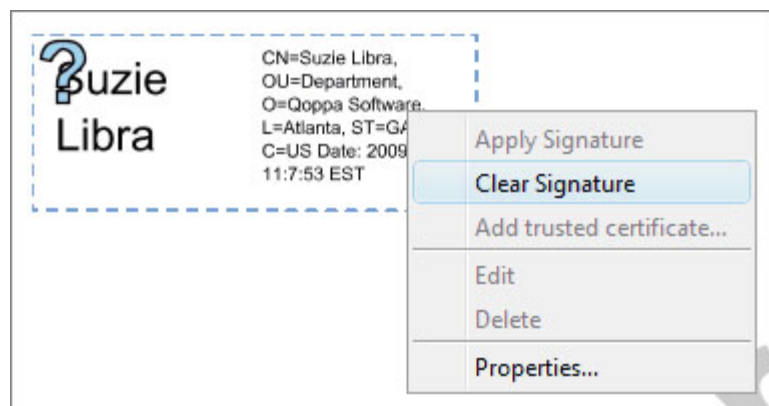 Suzie
Libra
CN=Suzie Libra,
OU=Department,
O=Qoppa Software,
L=Atlanta, ST=GA
C=US Date: 2009
11:7:53 EST
Apply Signature
Clear Signature
Add trusted certificate...
Edit
Delete
Properties...